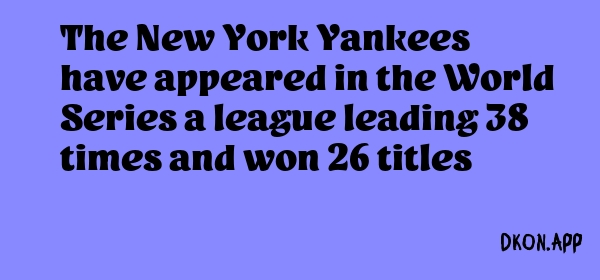 The New York Yankees
have appeared in the World
Series a league leading 38
times and won 26 titles
DKON.APP